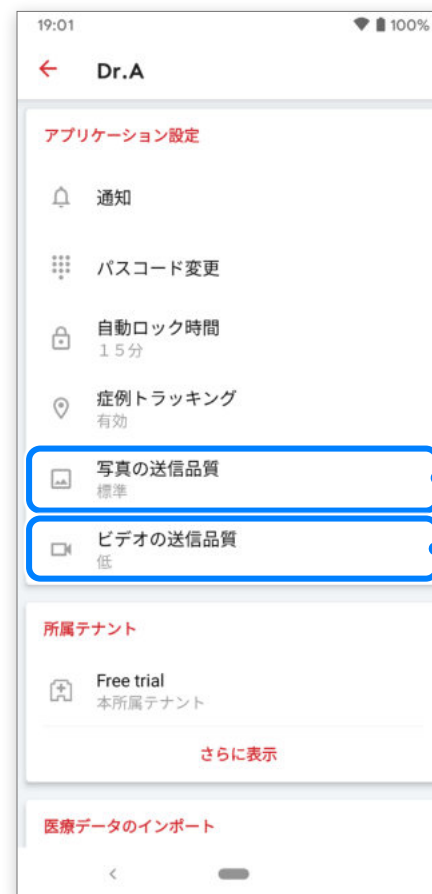 19:01
100%
Dr.A
アプリケーション設定
通知
パスコード変更
自動ロック時間
15分
症例トラッキング
有効
写真の送信品質
標準
ビデオの送信品質
低
所属テナント
Free trial
本所属テナント
さらに表示
医療データのインポート